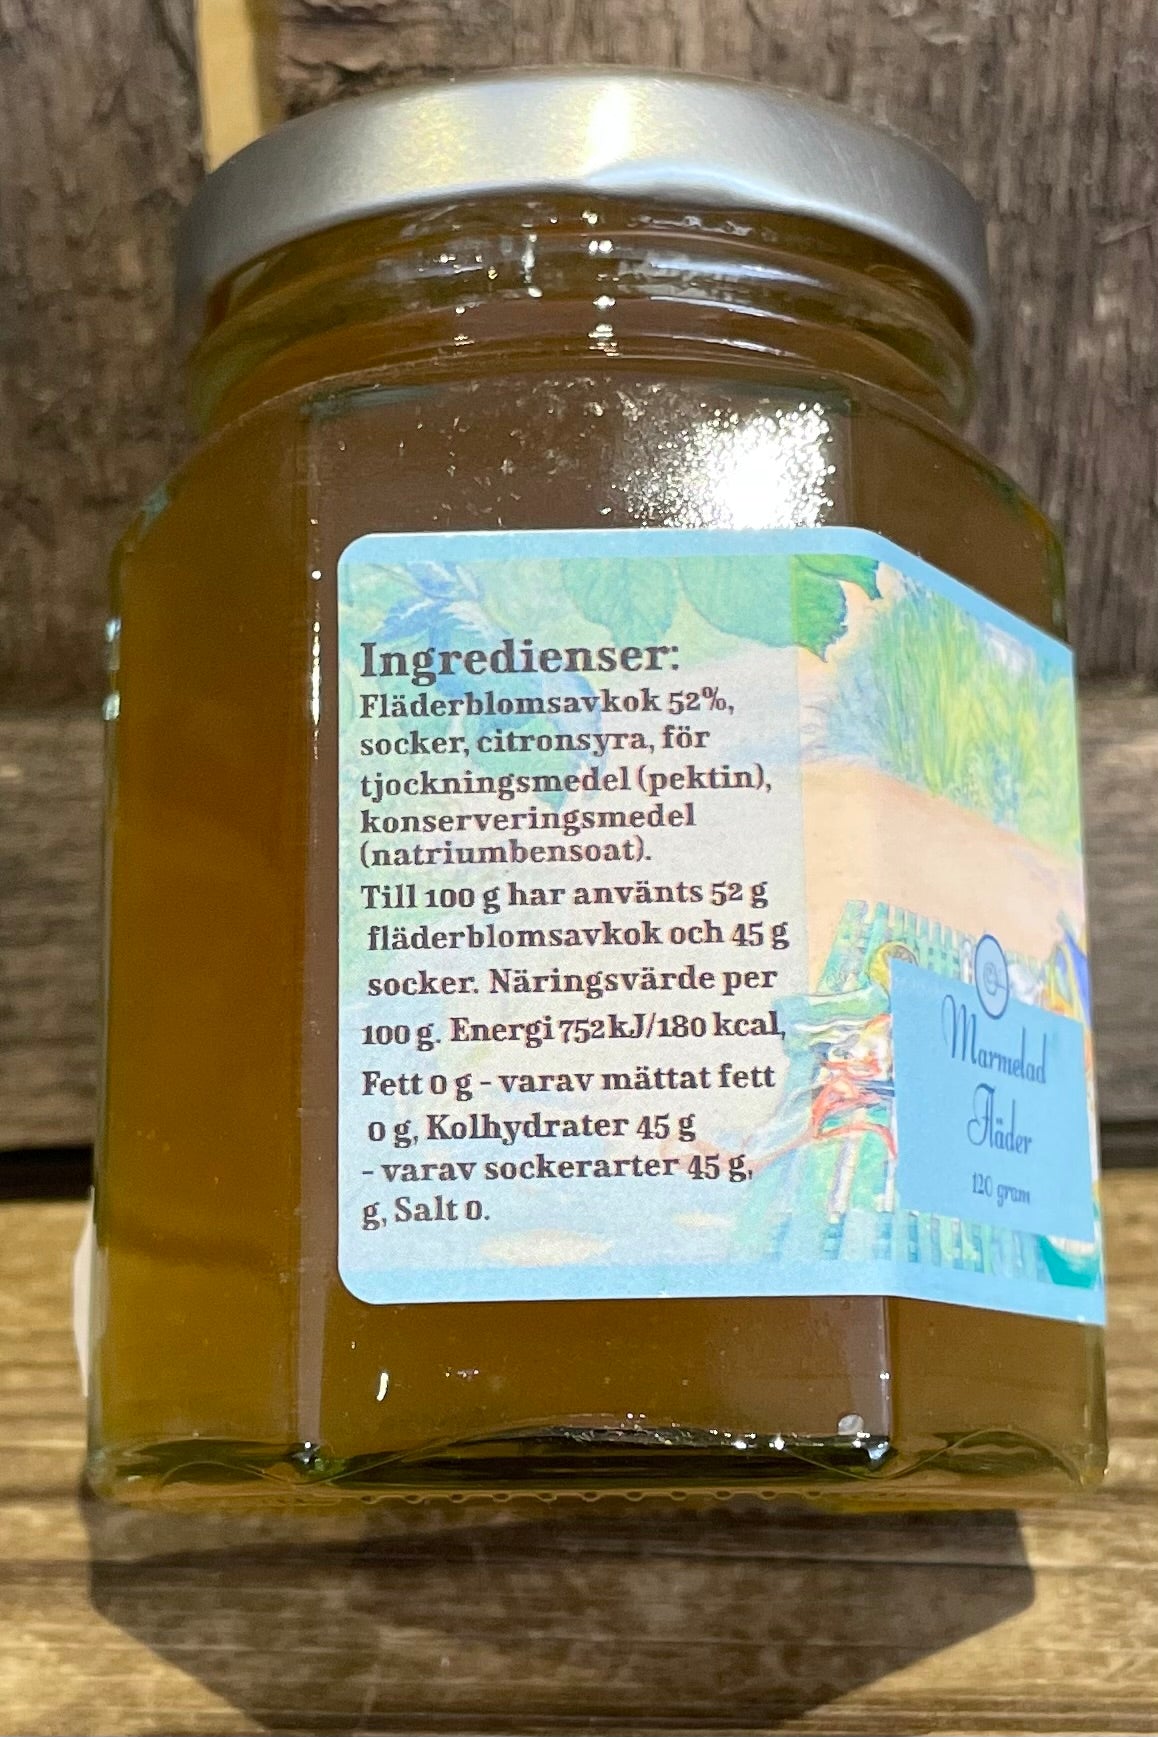 Ingredienser:
Fläderblomsavkok 52%,
socker, citronsyra, för
tjockningsmedel (pektin),
konserveringsmedel
(natriumbensoat).
Till 100 g har använts 52 g
fläderblomsavkok och 45 g
socker. Näringsvärde per
100 g. Energi 752 kJ/180 kcal,
Fett 0 g - varav mättat fett
0 g, Kolhydrater 45 g
- varav sockerarter 45 g,
g, Salt 0.
Marmelad
Fläder
120 gram